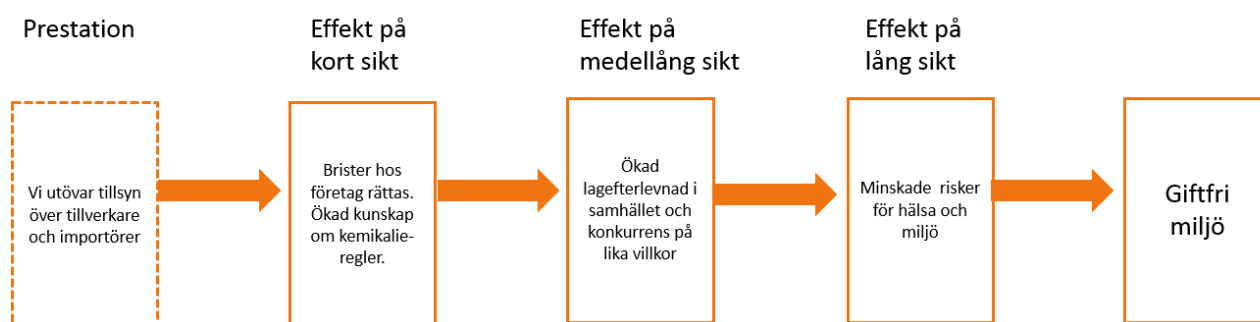 Prestation
Effekt på
kort sikt
Effekt på
medellång sikt
Effekt på
lång sikt
Vi utövar tillsyn
över tillverkare
och importörer
Brister hos
företag rättas.
Ökad kunskap
om kemikalie-
regler.
Ökad
lagefterlevnad i
samhället och
konkurrens på
lika villkor
Minskade risker
för hälsa och
miljö
Giftfri
miljö